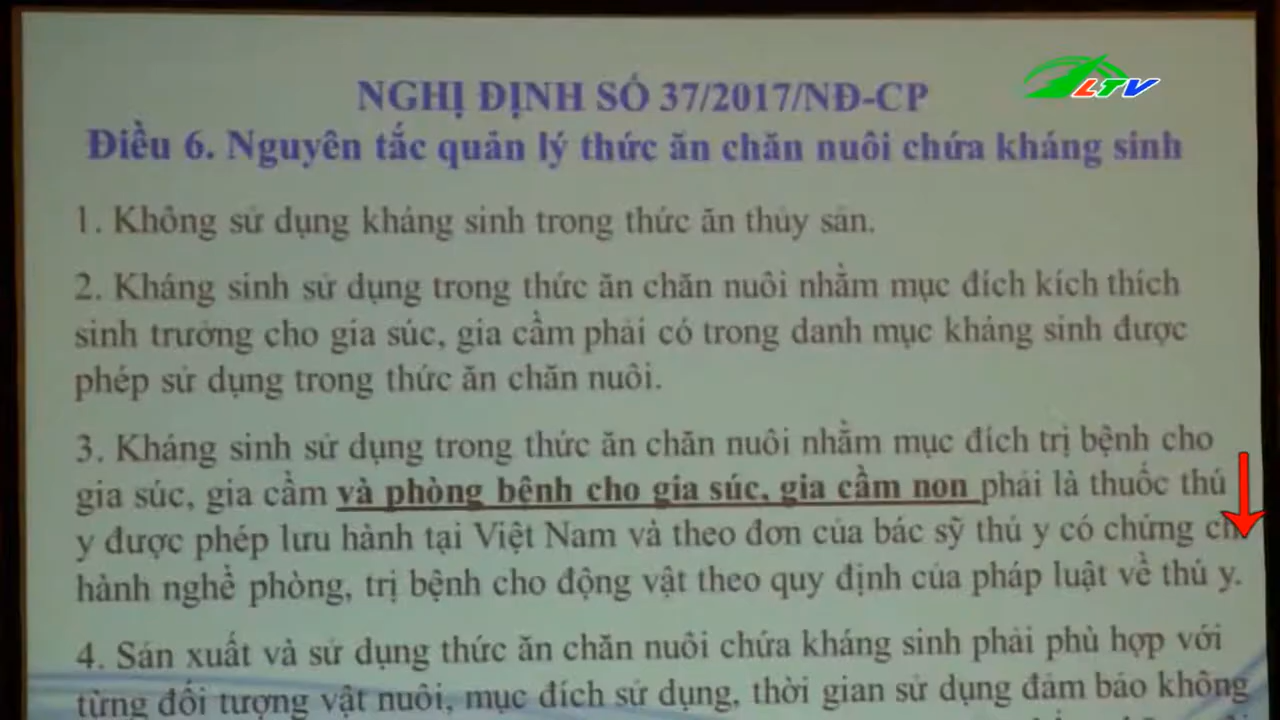 LTV
NGHỊ ĐỊNH SỐ 37/2017/NĐ-CP
Điều 6. Nguyên tắc quản lý thức ăn chăn nuôi chứa kháng sinh
1. Không sử dụng kháng sinh trong thức ăn thủy sản.
2. Kháng sinh sử dụng trong thức ăn chăn nuôi nhằm mục đích kích thích
sinh trưởng cho gia súc, gia cầm phải có trong danh mục kháng sinh được
phép sử dụng trong thức ăn chăn nuôi.
3. Kháng sinh sử dụng trong thức ăn chăn nuôi nhằm mục đích trị bệnh cho
gia súc, gia cầm và phòng bệnh cho gia súc, gia cầm non phải là thuốc thú
y được phép lưu hành tại Việt Nam và theo đơn của bác sỹ thú y có chứng chỉ
hành nghề phòng, trị bệnh cho động vật theo quy định của pháp luật về thú y.
4. Sản xuất và sử dụng thức ăn chăn nuôi chứa kháng sinh phải phù hợp với
từng đối tượng vật nuôi, mục đích sử dụng, thời gian sử dụng đảm bảo không